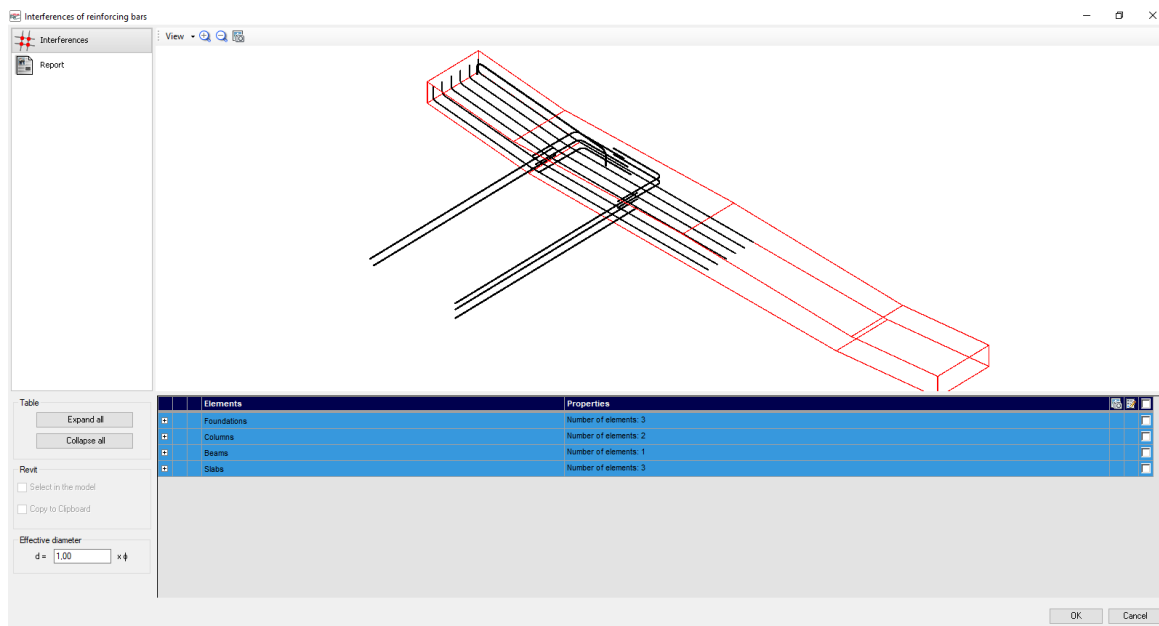 Interferences of reinforcing bars
Interferences
Report
View
Elements Properties
Foundations Number of elements: 3
Columns Number of elements: 2
Beams Number of elements: 1
Slabs Number of elements: 3
Table
Expand all
Collapse all
Revit
Select in the model
Copy to Clipboard
Effective diameter
d = 1,00 x ϕ
OK Cancel